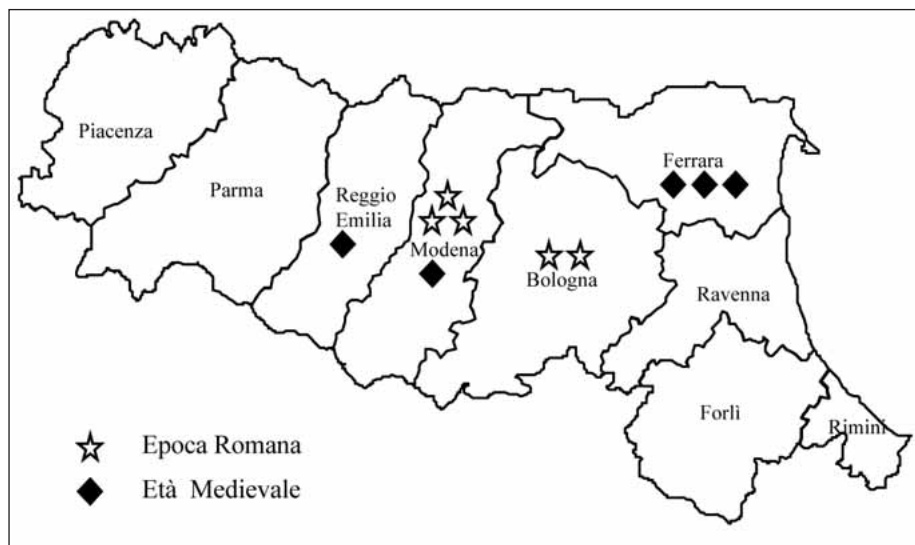 Piacenza
Parma
Reggio
Emilia
Modena
Bologna
Ferrara
Ravenna
Forlì
Rimini
Epoca Romana
Età Medievale